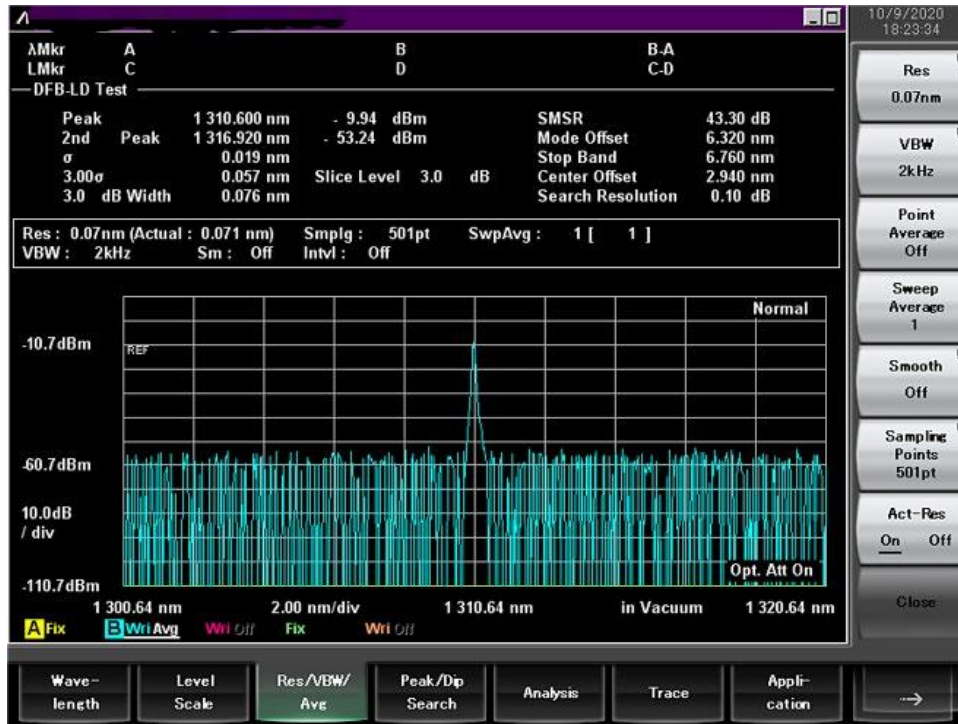 10/9/2020
18:23:34
λMkr A B B-A
LMkr C D C-D
DFB-LD Test
Peak 1 310.600 nm - 9.94 dBm SMSR 43.30 dB
2nd Peak 1 316.920 nm - 53.24 dBm Mode Offset 6.320 nm
σ 0.019 nm Stop Band 6.760 nm
3.00σ 0.057 nm Slice Level 3.0 dB Center Offset 2.940 nm
3.0 dB Width 0.076 nm Search Resolution 0.10 dB
Res : 0.07nm (Actual : 0.071 nm) Smplg : 501pt SwpAvg : 1 [ 1 ]
VBW : 2kHz Sm : Off Intvl : Off
Normal
-10.7dBm
REF
-60.7dBm
10.0dB
/ div
Opt. Att On
-110.7dBm
1 300.64 nm 2.00 nm/div 1 310.64 nm in Vacuum 1 320.64 nm
A Fix B Wri Avg Wri Off Fix Wri Off
Res
0.07nm
VBW
2kHz
Point
Average
Off
Sweep
Average
1
Smooth
Off
Sampling
Points
501pt
Act-Res
On Off
Close
Wave-
length
Level
Scale
Res/VBW/
Avg
Peak/Dip
Search
Analysis
Trace
Appli-
cation
→